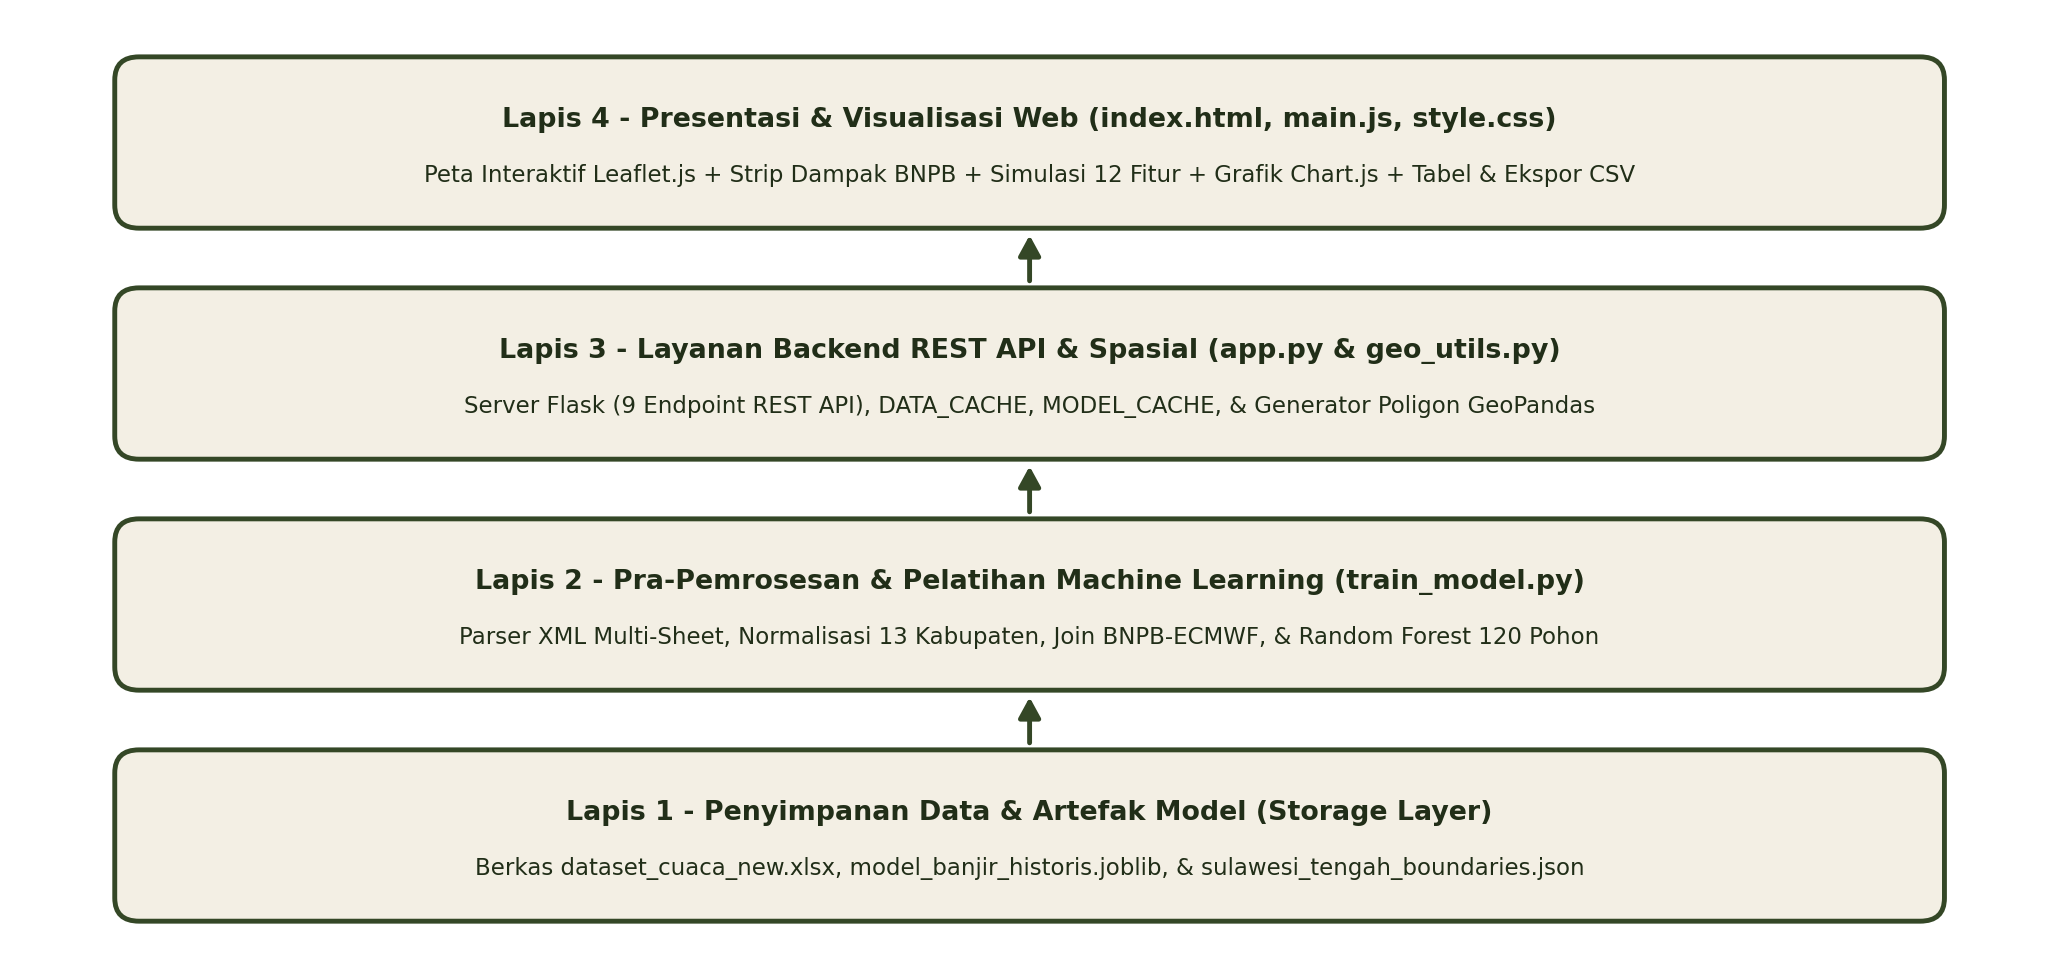 Lapis 4 - Presentasi & Visualisasi Web (index.html, main.js, style.css)
Peta Interaktif Leaflet.js + Strip Dampak BNPB + Simulasi 12 Fitur + Grafik Chart.js + Tabel & Ekspor CSV
Lapis 3 - Layanan Backend REST API & Spasial (app.py & geo_utils.py)
Server Flask (9 Endpoint REST API), DATA_CACHE, MODEL_CACHE, & Generator Poligon GeoPandas
Lapis 2 - Pra-Pemrosesan & Pelatihan Machine Learning (train_model.py)
Parser XML Multi-Sheet, Normalisasi 13 Kabupaten, Join BNPB-ECMWF, & Random Forest 120 Pohon
Lapis 1 - Penyimpanan Data & Artefak Model (Storage Layer)
Berkas dataset_cuaca_new.xlsx, model_banjir_historis.joblib, & sulawesi_tengah_boundaries.json